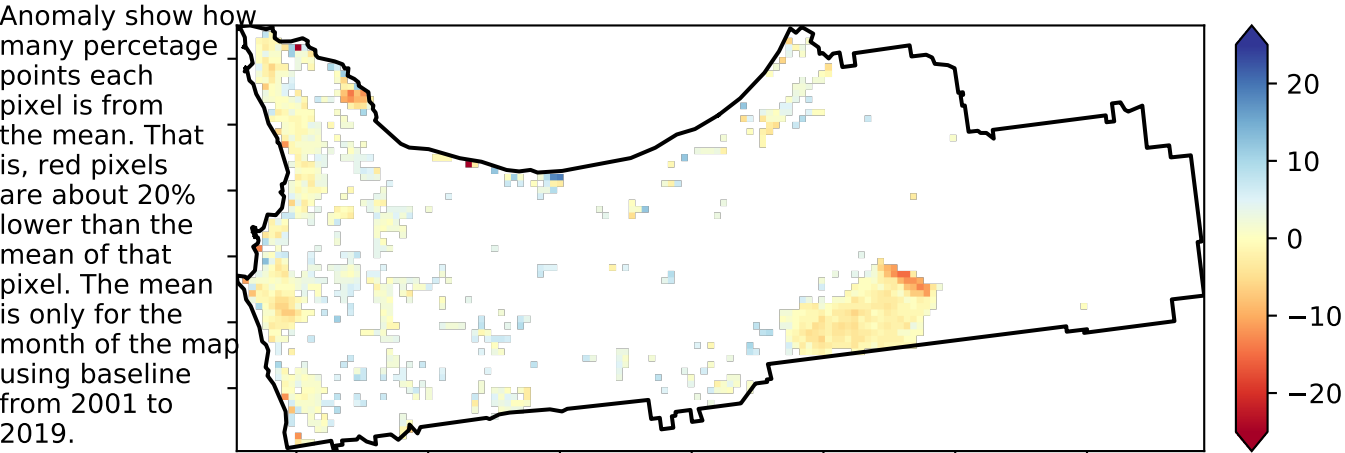 Anomaly show how
many percetage
points each
pixel is from
the mean. That
is, red pixels
are about 20%
lower than the
mean of that
pixel. The mean
is only for the
month of the map
using baseline
from 2001 to
2019.
20
10
0
−10
−20